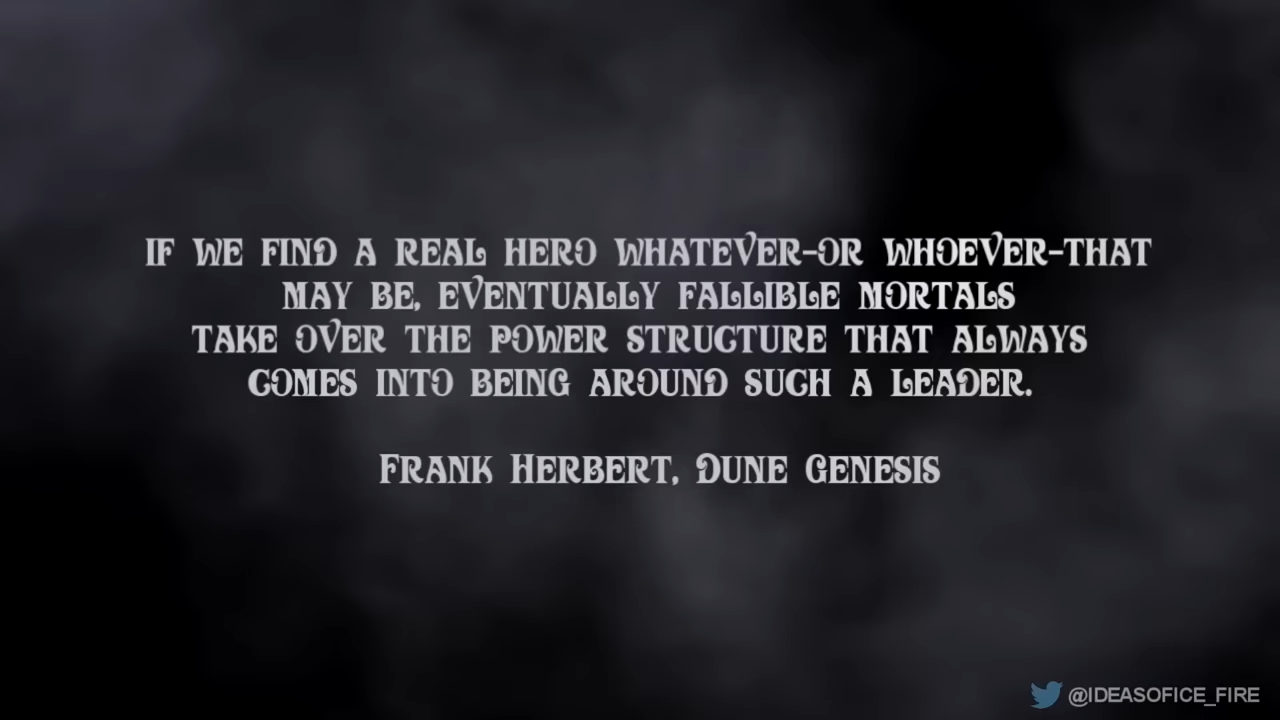 IF WE FIND A REAL HERO WHATEVER-OR WHOEVER-THAT
MAY BE, EVENTUALLY FALLIBLE MORTALS
TAKE OVER THE POWER STRUCTURE THAT ALWAYS
COMES INTO BEING AROUND SUCH A LEADER.
FRANK HERBERT, DUNE GENESIS
@IDEASOFICE_FIRE